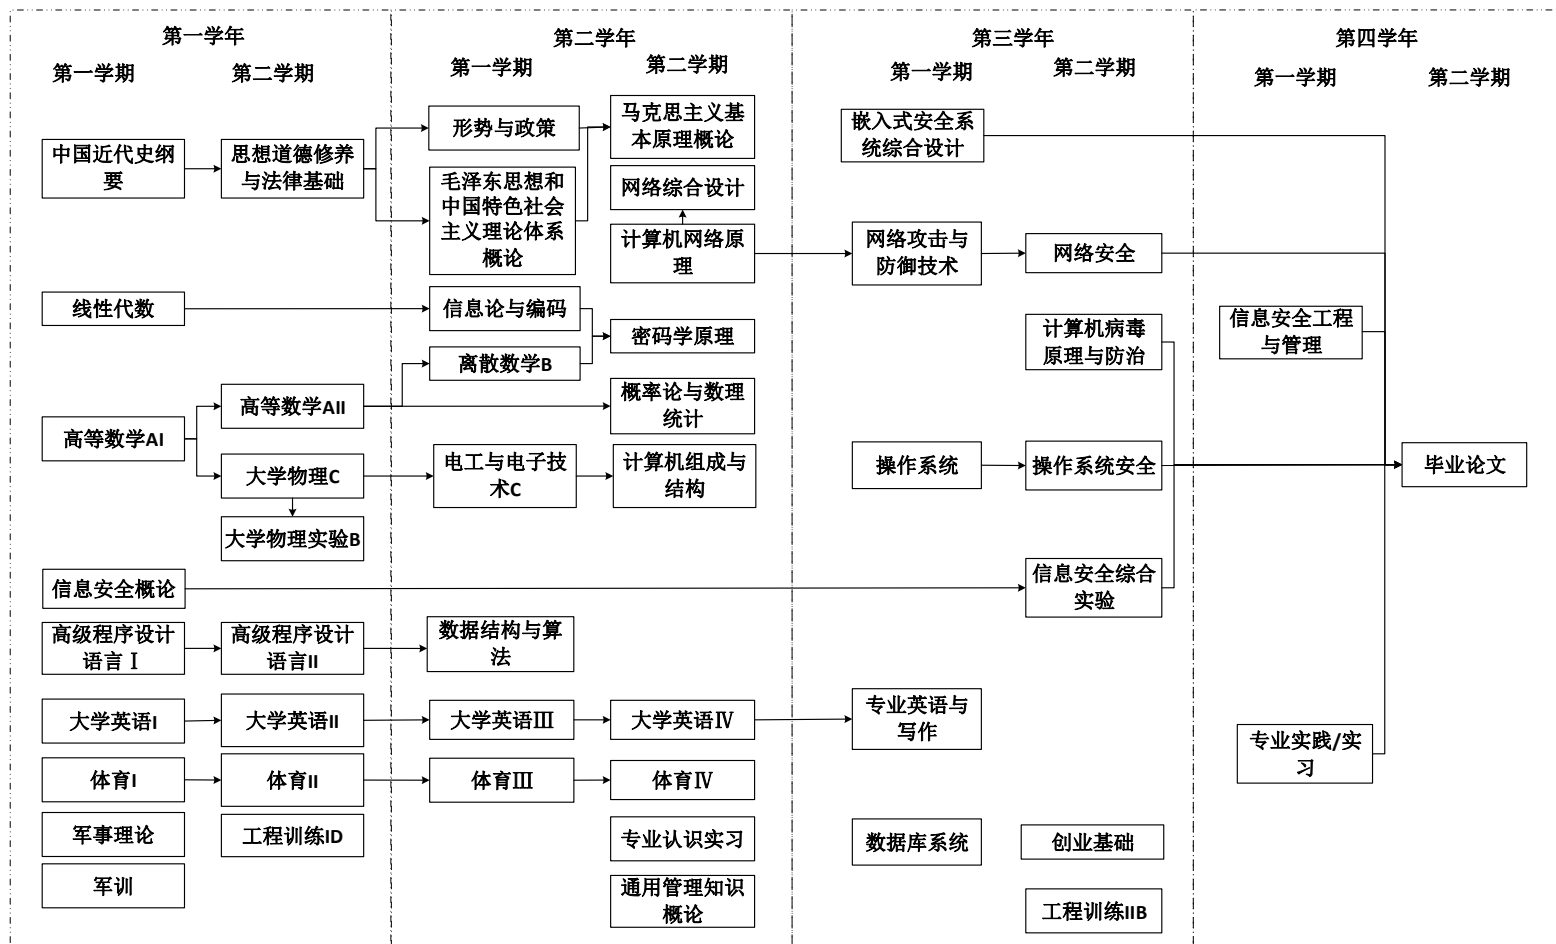 第一学年
第二学年
第三学年
第四学年
第一学期
第二学期
第一学期
第二学期
第一学期
第二学期
第一学期
第二学期
中国近代史纲
要
思想道德修养
与法律基础
形势与政策
毛泽东思想和
中国特色社会
主义理论体系
概论
马克思主义基
本原理概论
网络综合设计
计算机网络原
理
嵌入式安全系
统综合设计
网络攻击与
防御技术
网络安全
线性代数
信息论与编码
离散数学B
密码学原理
计算机病毒
原理与防治
信息安全工程
与管理
高等数学AI
高等数学AII
概率论与数理
统计
大学物理C
电工与电子技
术C
计算机组成与
结构
操作系统
操作系统安全
毕业论文
大学物理实验B
信息安全概论
信息安全综合
实验
高级程序设计
语言Ⅰ
高级程序设计
语言II
数据结构与算
法
大学英语I
大学英语II
大学英语Ⅲ
大学英语Ⅳ
专业英语与
写作
专业实践/实
习
体育I
体育II
体育Ⅲ
体育Ⅳ
军事理论
工程训练ID
专业认识实习
数据库系统
创业基础
军训
通用管理知识
概论
工程训练IIB